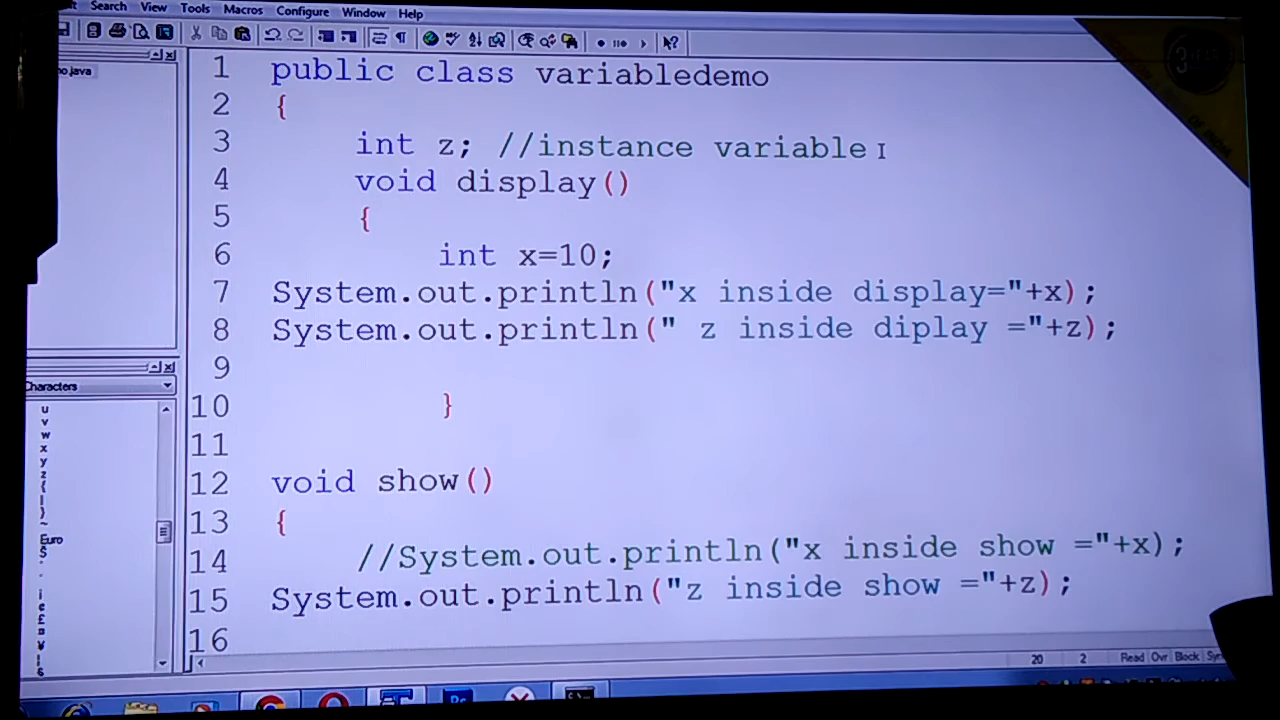 Search View Tools Macros Configure Window Help
1 public class variabledemo
2 {
3 int z; //instance variable
4 void display()
5 {
6 int x=10;
7 System.out.println("x inside display="+x);
8 System.out.println(" z inside diplay ="+z);
9
10 }
11
12 void show()
13 {
14 //System.out.println("x inside show ="+x);
15 System.out.println("z inside show ="+z);
16
Characters
u
v
w
x
y
z
{
|
}
~
Euro
20 2 Read Ovr Block